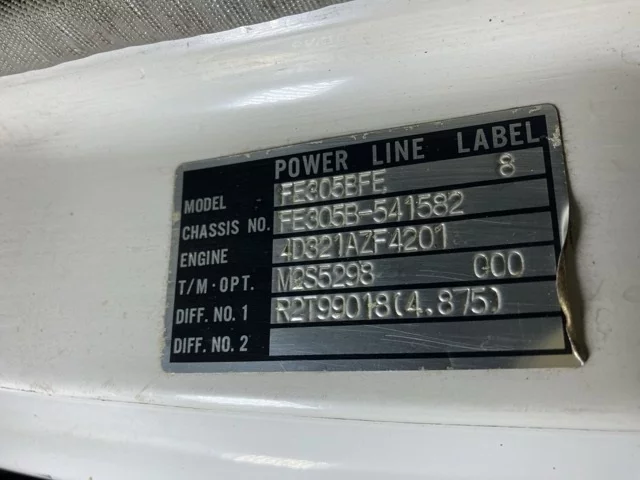 POWER LINE LABEL
MODEL FE305BFE 8
CHASSIS NO. FE305B-541582
ENGINE 4D321AZF4201
T/M·OPT. M2S5298 G00
DIFF. NO. 1 R2T99018(4.875)
DIFF. NO. 2